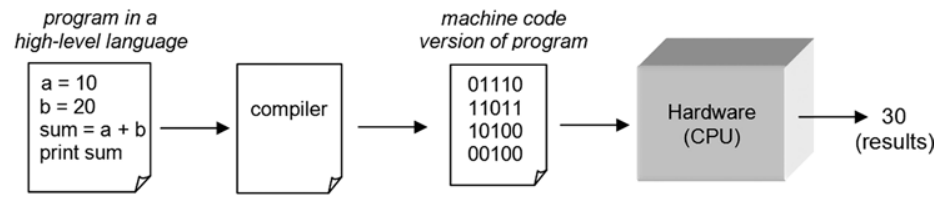 program in a
high-level language
a = 10
b = 20
sum = a + b
print sum
compiler
machine code
version of program
01110
11011
10100
00100
Hardware
(CPU)
30
(results)